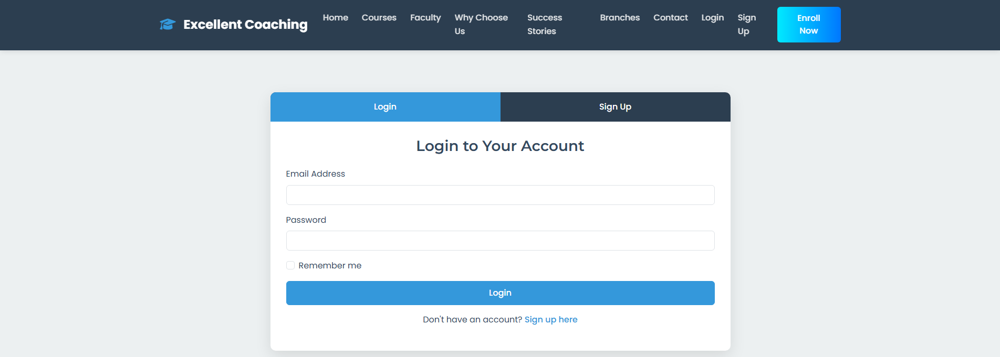 Excellent Coaching
Home
Courses
Faculty
Why Choose
Us
Success
Stories
Branches
Contact
Login
Sign
Up
Enroll
Now
Login
Sign Up
Login to Your Account
Email Address
Password
Remember me
Login
Don't have an account? Sign up here